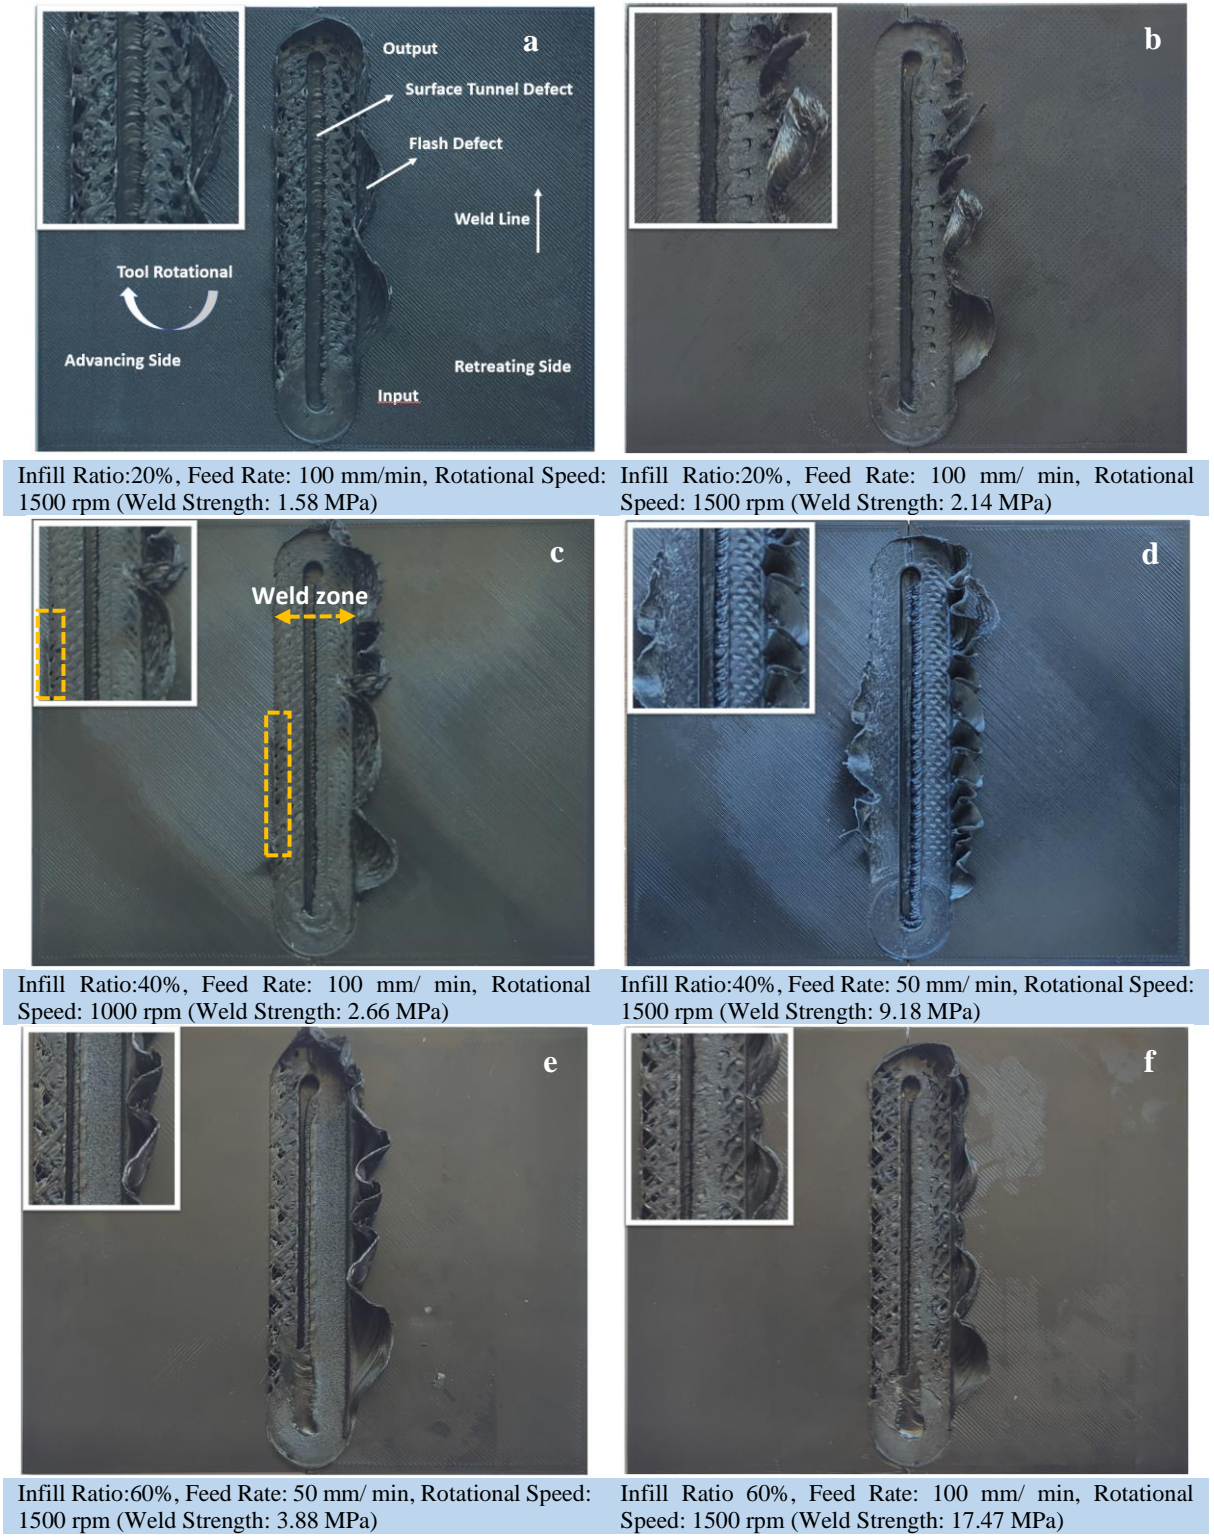 a
Output
Surface Tunnel Defect
Flash Defect
Weld Line
Tool Rotational
Advancing Side
Retreating Side
Input
b
Infill Ratio:20%, Feed Rate: 100 mm/min, Rotational Speed:
1500 rpm (Weld Strength: 1.58 MPa)
Infill Ratio:20%, Feed Rate: 100 mm/ min, Rotational
Speed: 1500 rpm (Weld Strength: 2.14 MPa)
c
Weld zone
d
Infill Ratio:40%, Feed Rate: 100 mm/ min, Rotational
Speed: 1000 rpm (Weld Strength: 2.66 MPa)
Infill Ratio:40%, Feed Rate: 50 mm/ min, Rotational Speed:
1500 rpm (Weld Strength: 9.18 MPa)
e
f
Infill Ratio:60%, Feed Rate: 50 mm/ min, Rotational Speed:
1500 rpm (Weld Strength: 3.88 MPa)
Infill Ratio 60%, Feed Rate: 100 mm/ min, Rotational
Speed: 1500 rpm (Weld Strength: 17.47 MPa)